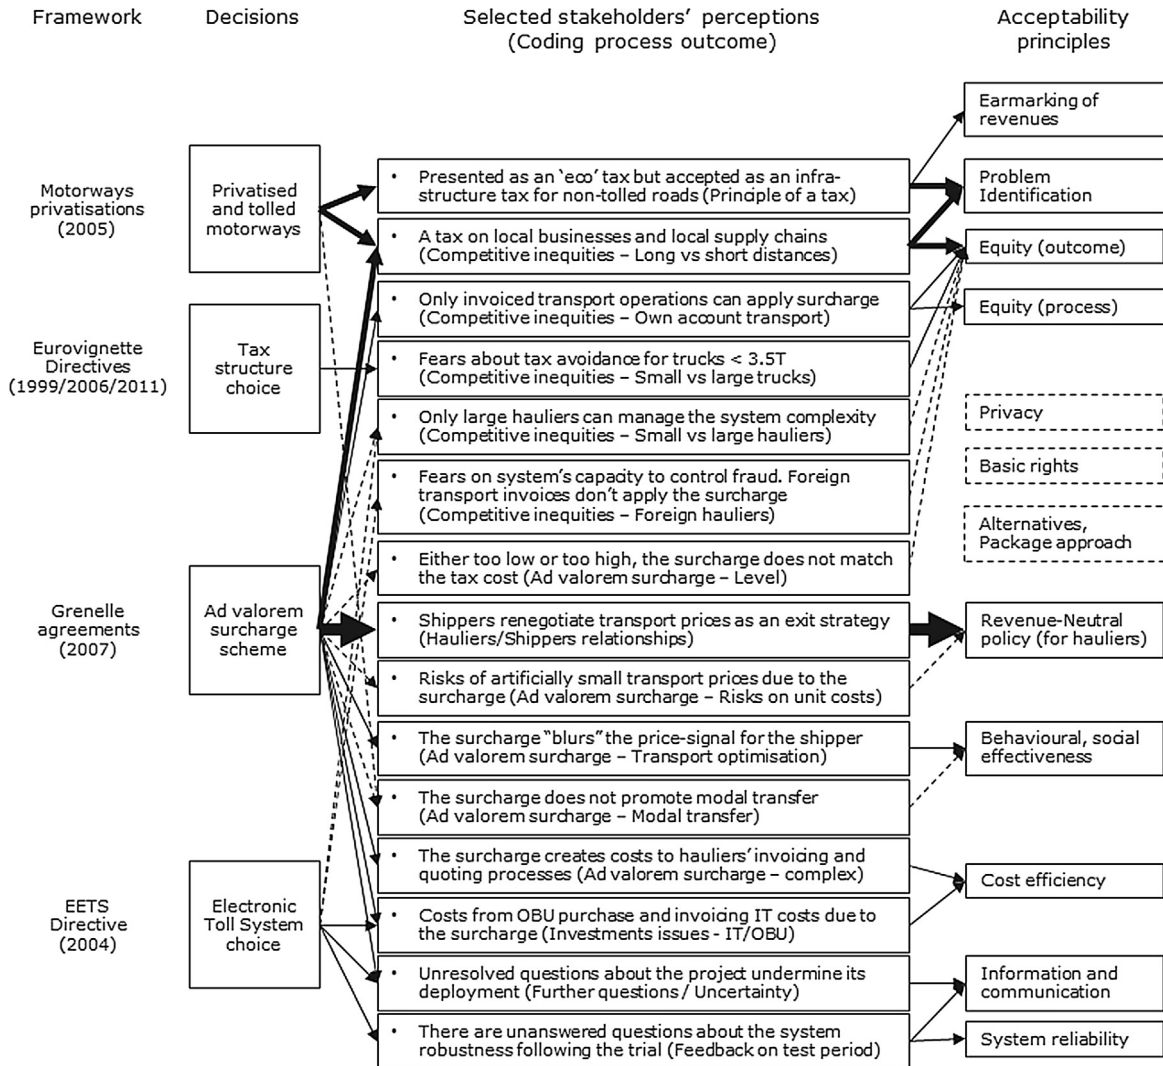 Framework
Decisions
Selected stakeholders' perceptions
(Coding process outcome)
Acceptability
principles
Motorways
privatisations
(2005)
Eurovignette
Directives
(1999/2006/2011)
Grenelle
agreements
(2007)
EETS
Directive
(2004)
Privatised
and tolled
motorways
Tax
structure
choice
Ad valorem
surcharge
scheme
Electronic
Toll System
choice
• Presented as an 'eco' tax but accepted as an infra-
structure tax for non-tolled roads (Principle of a tax)
• A tax on local businesses and local supply chains
(Competitive inequities – Long vs short distances)
• Only invoiced transport operations can apply surcharge
(Competitive inequities – Own account transport)
• Fears about tax avoidance for trucks < 3.5T
(Competitive inequities – Small vs large trucks)
• Only large hauliers can manage the system complexity
(Competitive inequities – Small vs large hauliers)
• Fears on system's capacity to control fraud. Foreign
transport invoices don't apply the surcharge
(Competitive inequities – Foreign hauliers)
• Either too low or too high, the surcharge does not match
the tax cost (Ad valorem surcharge – Level)
• Shippers renegotiate transport prices as an exit strategy
(Hauliers/Shippers relationships)
• Risks of artificially small transport prices due to the
surcharge (Ad valorem surcharge – Risks on unit costs)
• The surcharge "blurs" the price-signal for the shipper
(Ad valorem surcharge – Transport optimisation)
• The surcharge does not promote modal transfer
(Ad valorem surcharge – Modal transfer)
• The surcharge creates costs to hauliers' invoicing and
quoting processes (Ad valorem surcharge – complex)
• Costs from OBU purchase and invoicing IT costs due to
the surcharge (Investments issues - IT/OBU)
• Unresolved questions about the project undermine its
deployment (Further questions / Uncertainty)
• There are unanswered questions about the system
robustness following the trial (Feedback on test period)
Earmarking of
revenues
Problem
Identification
Equity (outcome)
Equity (process)
Privacy
Basic rights
Alternatives,
Package approach
Revenue-Neutral
policy (for hauliers)
Behavioural, social
effectiveness
Cost efficiency
Information and
communication
System reliability